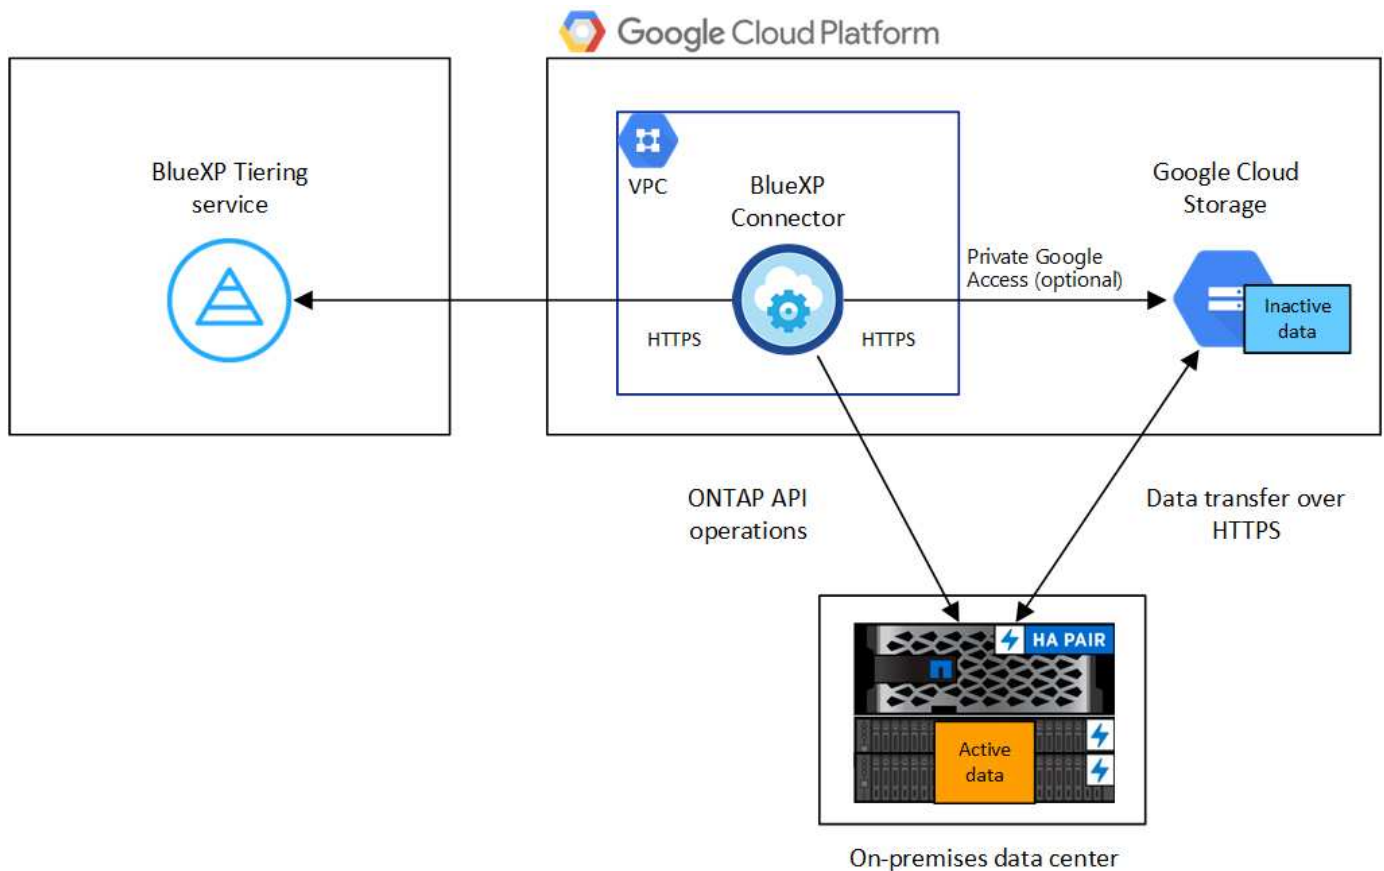 Google Cloud Platform
BlueXP Tiering
service
VPC
BlueXP
Connector
Google Cloud
Storage
Private Google
Access (optional)
Inactive
data
HTTPS
HTTPS
ONTAP API
operations
Data transfer over
HTTPS
HA PAIR
Active
data
On-premises data center